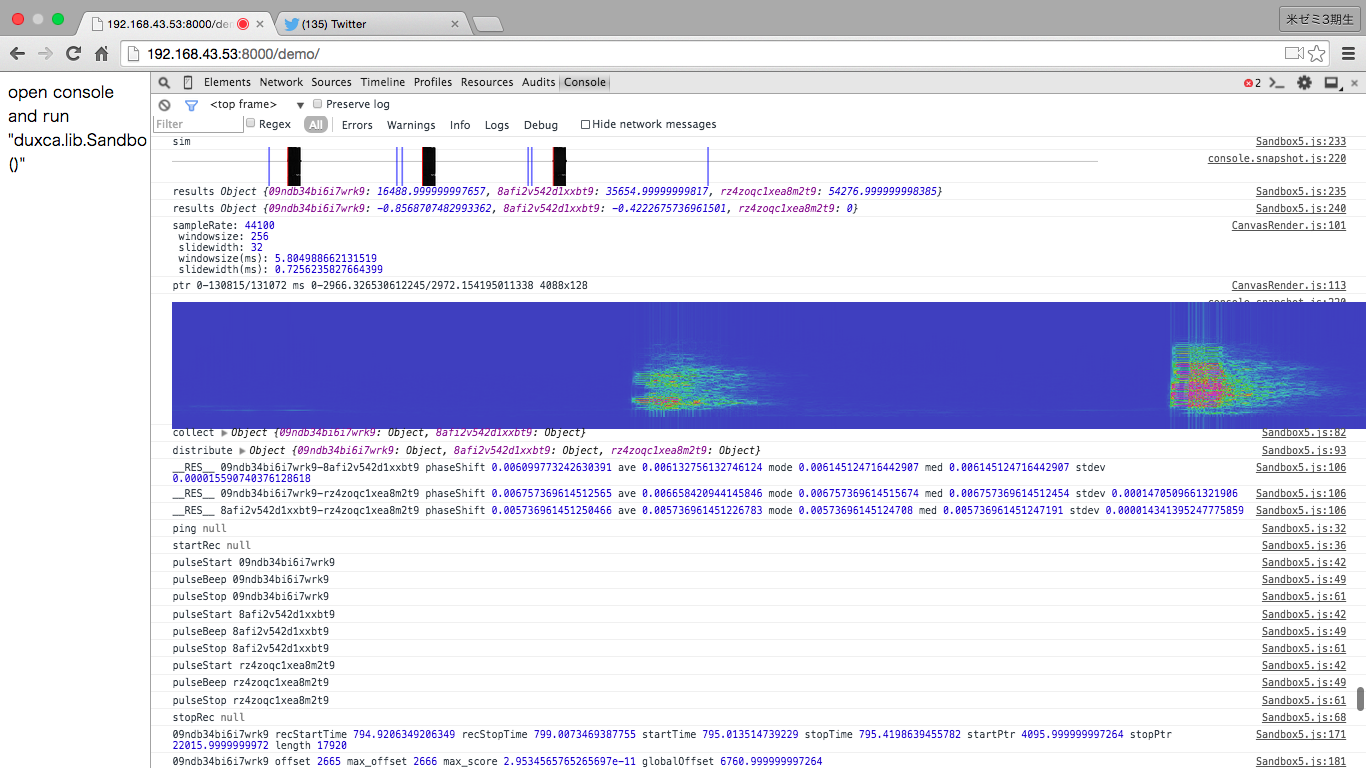 192.168.43.53:8000/de
(135) Twitter
米ゼミ3期生
192.168.43.53:8000/demo/
open console
and run
"duxca.lib.Sandbo
()"
Elements Network Sources Timeline Profiles Resources Audits Console
2
<top frame> Preserve log
Filter Regex All Errors Warnings Info Logs Debug Hide network messages
sim Sandbox5.js:233
console.snapshot.js:220
results Object {09ndb34bi6i7wrk9: 16488.999999997657, 8afi2v542d1xxbt9: 35654.99999999817, rz4zoqc1xea8m2t9: 54276.999999998385} Sandbox5.js:235
results Object {09ndb34bi6i7wrk9: -0.8568707482993362, 8afi2v542d1xxbt9: -0.4222675736961501, rz4zoqc1xea8m2t9: 0} Sandbox5.js:240
sampleRate: 44100 CanvasRender.js:101
windowsize: 256
slidewidth: 32
windowsize(ms): 5.804988662131519
slidewidth(ms): 0.7256235827664399
ptr 0-130815/131072 ms 0-2966.326530612245/2972.154195011338 4088x128 CanvasRender.js:113
console.snapshot.js:220
collect Object {09ndb34bi6i7wrk9: Object, 8afi2v542d1xxbt9: Object, rz4zoqc1xea8m2t9: Object} Sandbox5.js:82
distribute Object {09ndb34bi6i7wrk9: Object, 8afi2v542d1xxbt9: Object, rz4zoqc1xea8m2t9: Object} Sandbox5.js:93
__RES__ 09ndb34bi6i7wrk9-8afi2v542d1xxbt9 phaseShift 0.006099773242630391 ave 0.006132756132746124 mode 0.006145124716442907 med 0.006145124716442907 stdev Sandbox5.js:106
0.000015590740376128618
__RES__ 09ndb34bi6i7wrk9-rz4zoqc1xea8m2t9 phaseShift 0.006757369614512565 ave 0.006658420944145846 mode 0.006757369614515674 med 0.006757369614512454 stdev 0.0001470509661321906 Sandbox5.js:106
__RES__ 8afi2v542d1xxbt9-rz4zoqc1xea8m2t9 phaseShift 0.005736961451250466 ave 0.005736961451226783 mode 0.00573696145124708 med 0.005736961451247191 stdev 0.000014341395247775859 Sandbox5.js:106
ping null Sandbox5.js:32
startRec null Sandbox5.js:36
pulseStart 09ndb34bi6i7wrk9 Sandbox5.js:42
pulseBeep 09ndb34bi6i7wrk9 Sandbox5.js:49
pulseStop 09ndb34bi6i7wrk9 Sandbox5.js:61
pulseStart 8afi2v542d1xxbt9 Sandbox5.js:42
pulseBeep 8afi2v542d1xxbt9 Sandbox5.js:49
pulseStop 8afi2v542d1xxbt9 Sandbox5.js:61
pulseStart rz4zoqc1xea8m2t9 Sandbox5.js:42
pulseBeep rz4zoqc1xea8m2t9 Sandbox5.js:49
pulseStop rz4zoqc1xea8m2t9 Sandbox5.js:61
stopRec null Sandbox5.js:68
09ndb34bi6i7wrk9 recStartTime 794.9206349206349 recStopTime 799.0073469387755 startTime 795.013514739229 stopTime 795.4198639455782 startPtr 4095.999999997264 stopPtr Sandbox5.js:171
22015.9999999972 length 17920
09ndb34bi6i7wrk9 offset 2665 max_offset 2666 max_score 2.9534565765265697e-11 globalOffset 6760.999999997264 Sandbox5.js:181